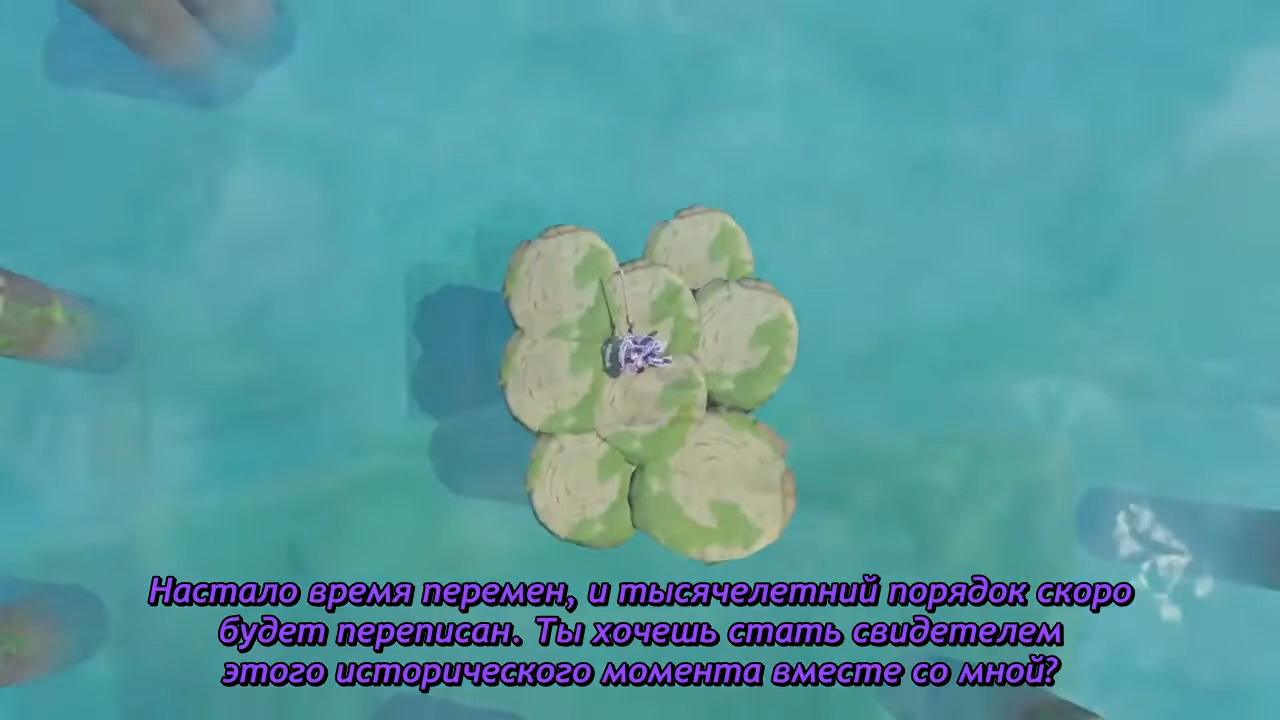 Настало время перемен, и тысячелетний порядок скоро
будет переписан. Ты хочешь стать свидетелем
этого исторического момента вместе со мной?